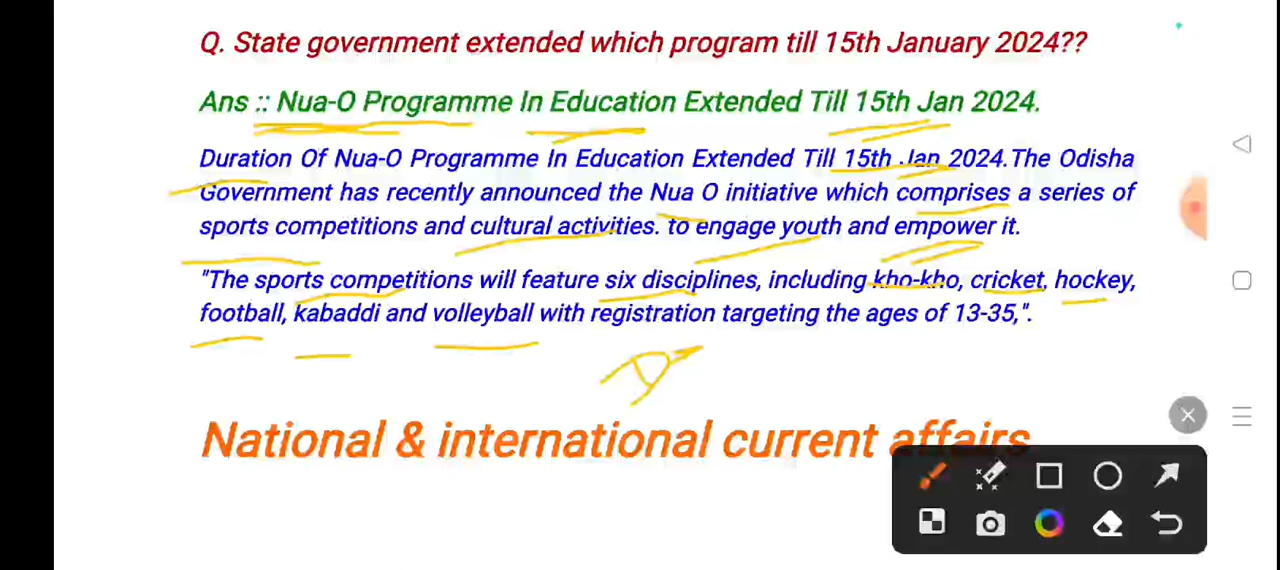 Q. State government extended which program till 15th January 2024??
Ans :: Nua-O Programme In Education Extended Till 15th Jan 2024.
Duration Of Nua-O Programme In Education Extended Till 15th Jan 2024.The Odisha
Government has recently announced the Nua O initiative which comprises a series of
sports competitions and cultural activities. to engage youth and empower it.
"The sports competitions will feature six disciplines, including kho-kho, cricket, hockey,
football, kabaddi and volleyball with registration targeting the ages of 13-35,".
National & international current affairs